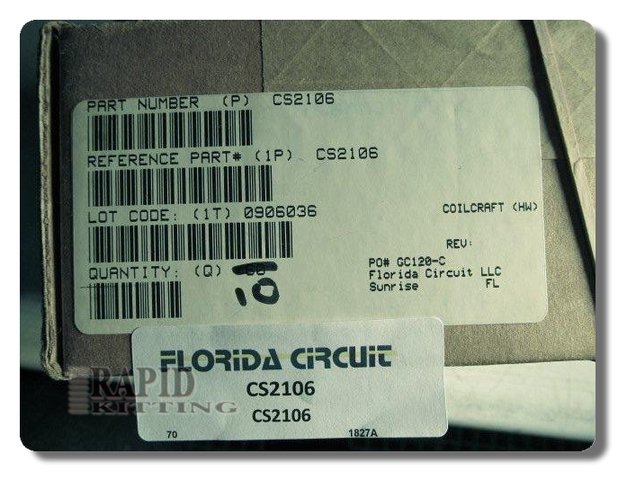 PART NUMBER (P) CS2106
REFERENCE PART# (1P) CS2106
LOT CODE: (1T) 0906036
COILCRAFT (HW)
REV:
QUANTITY: (Q)
10
PO# GC120-C
Florida Circuit LLC
Sunrise FL
FLORIDA CIRCUIT
CS2106
CS2106
70 1827A
RAPID
KITTING